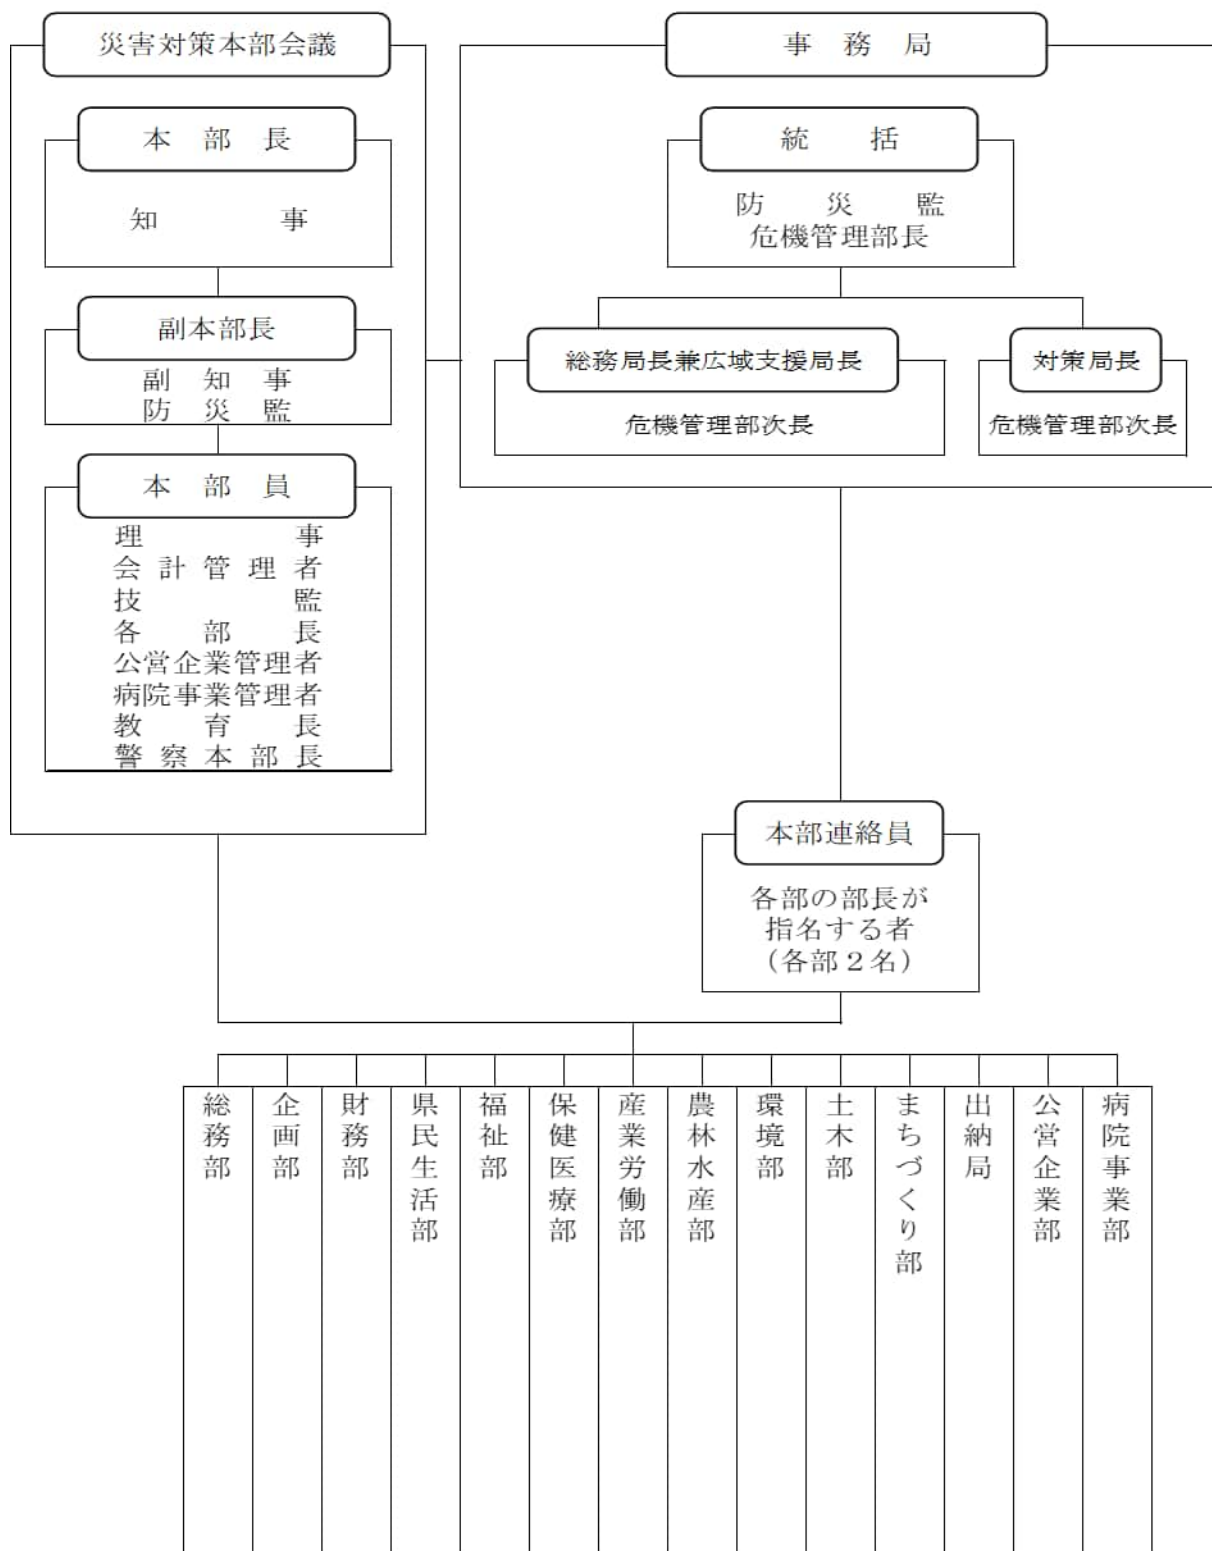 災害対策本部会議
本部長
知事
副本部長
副知事
防災監
本部員
理事
会計管理者
技監
各部長
公営企業管理者
病院事業管理者
教育長
警察本部長
事務局
統括
防災監
危機管理部長
総務局長兼広域支援局長
危機管理部次長
対策局長
危機管理部次長
本部連絡員
各部の部長が
指名する者
（各部２名）
総務部
企画部
財務部
県民生活部
福祉部
保健医療部
産業労働部
農林水産部
環境部
土木部
まちづくり部
出納局
公営企業部
病院事業部